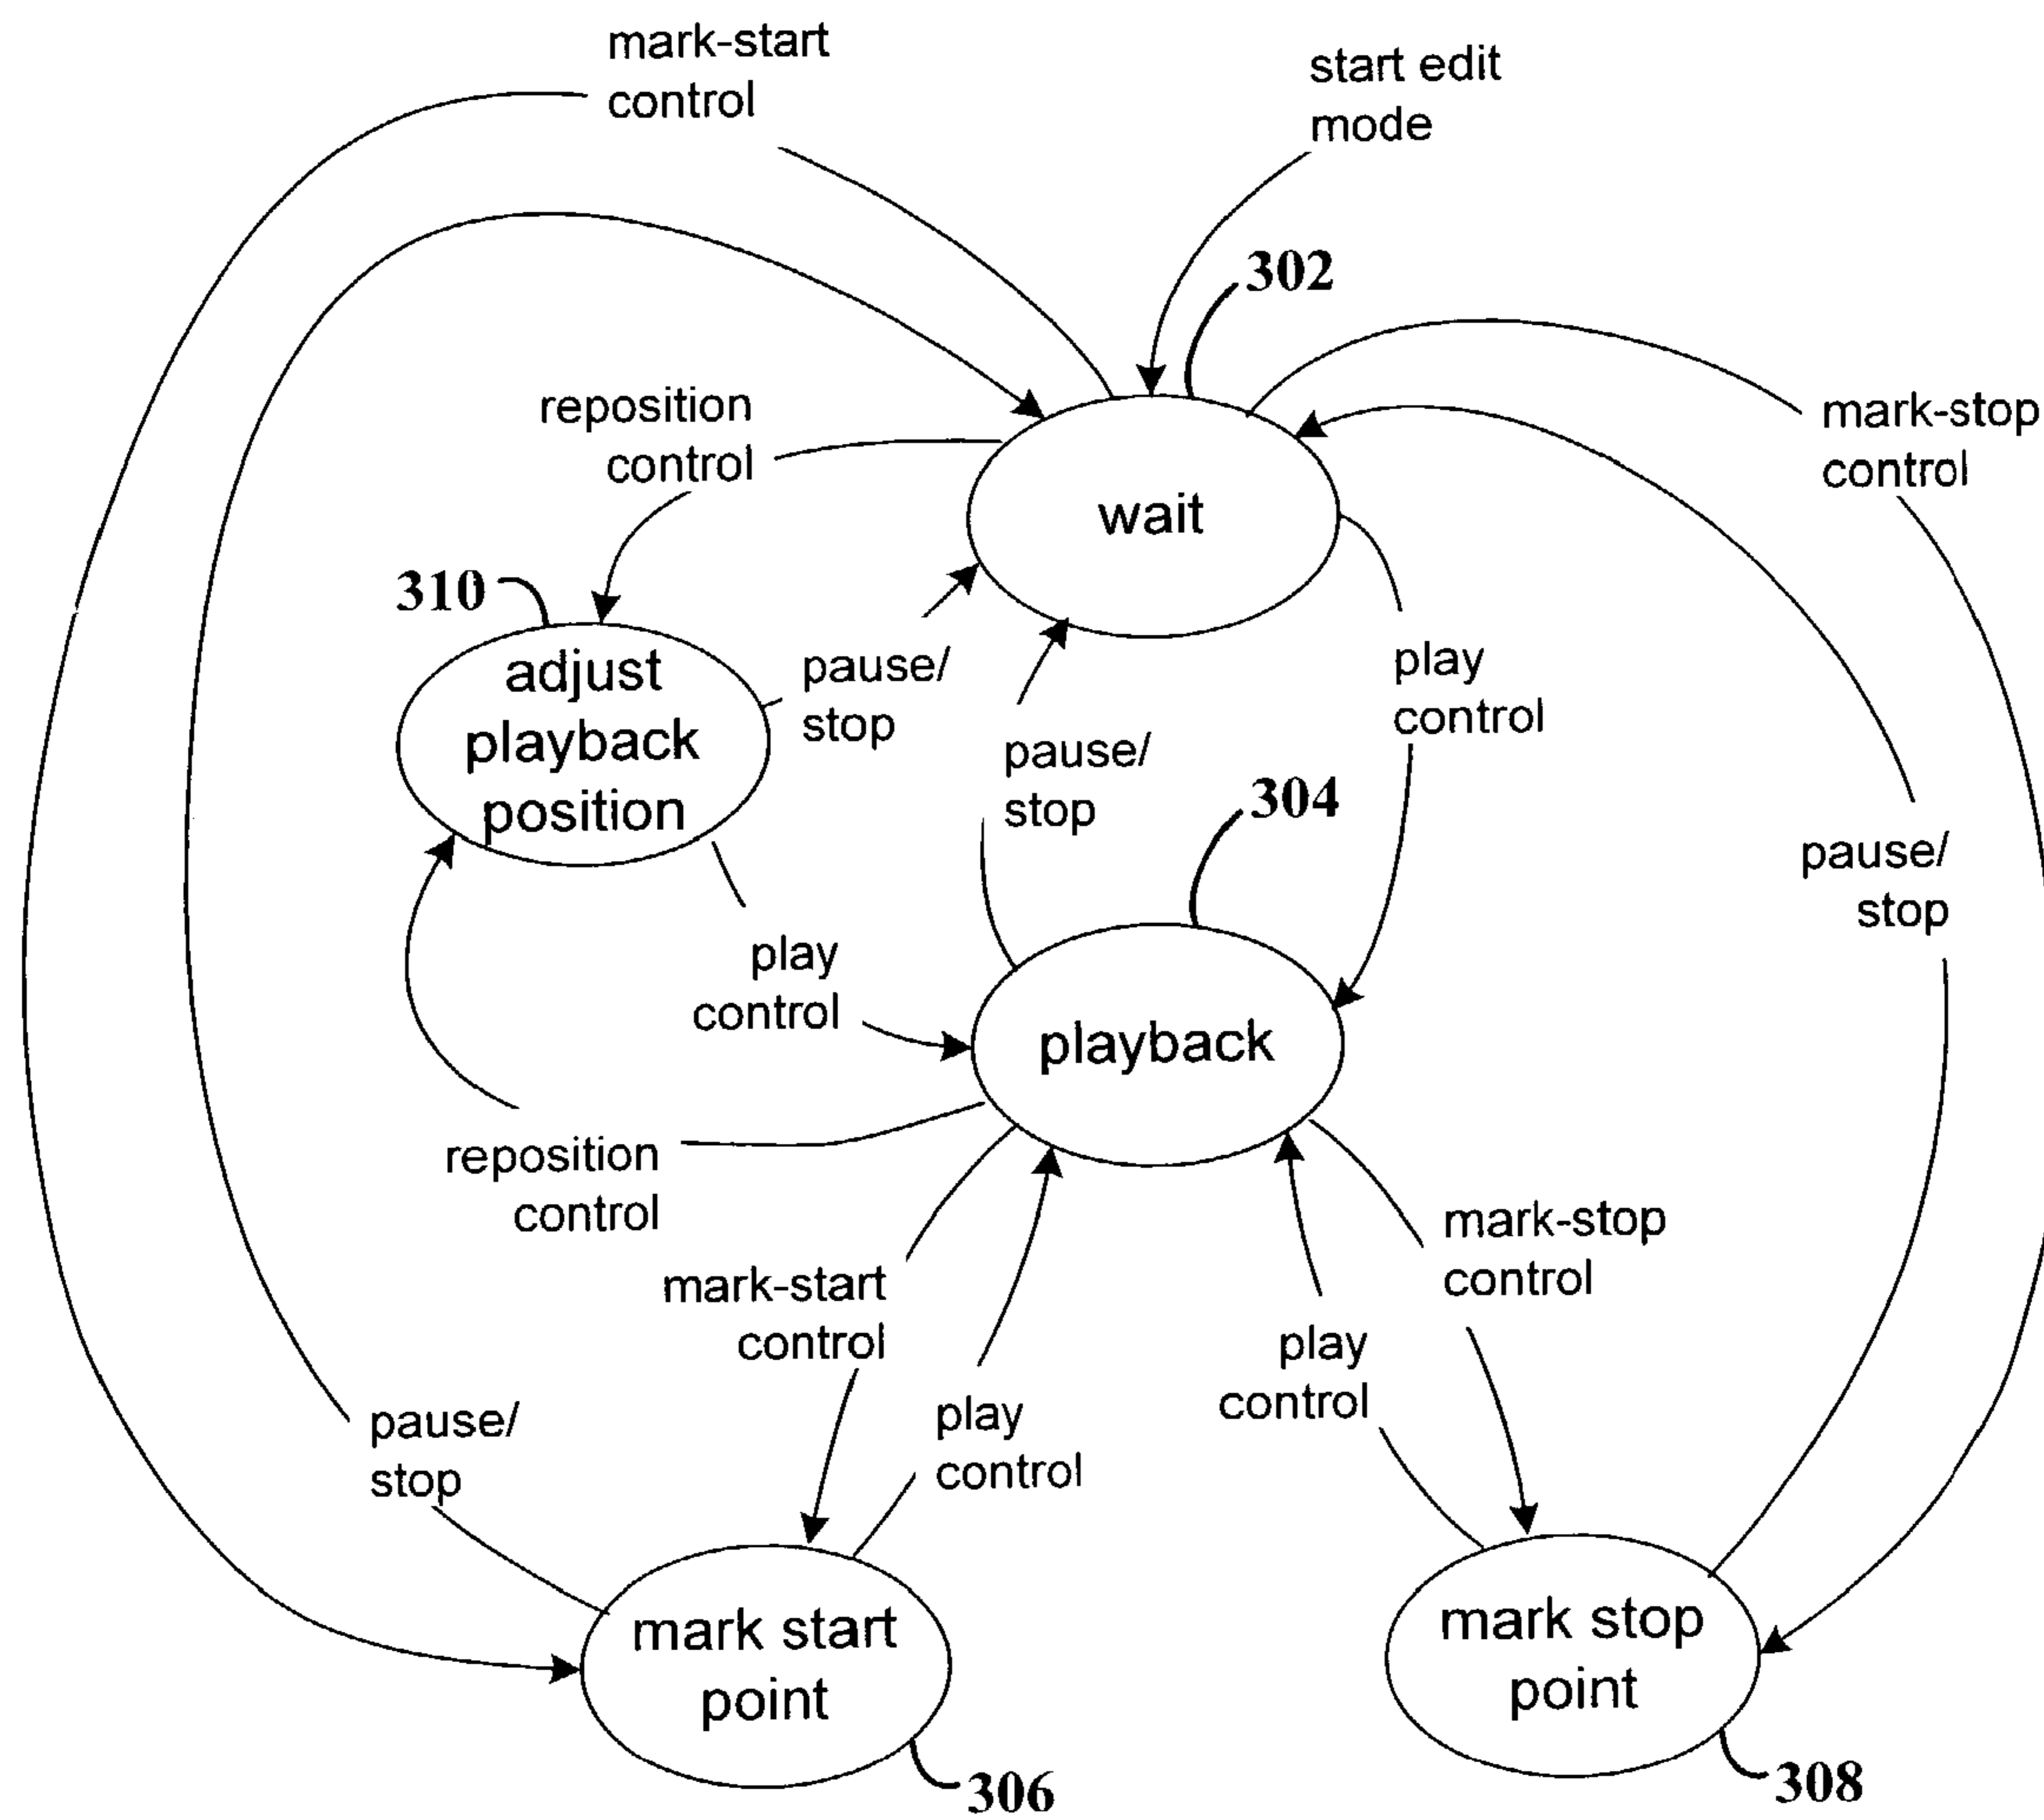 mark-start
control
start edit
mode
302
reposition
control
mark-stop
control
wait
310
adjust
playback
position
pause/
stop
play
control
pause/
stop
304
pause/
stop
play
control
playback
reposition
control
mark-stop
control
mark-start
control
play
control
play
control
pause/
stop
mark start
point
mark stop
point
306
308